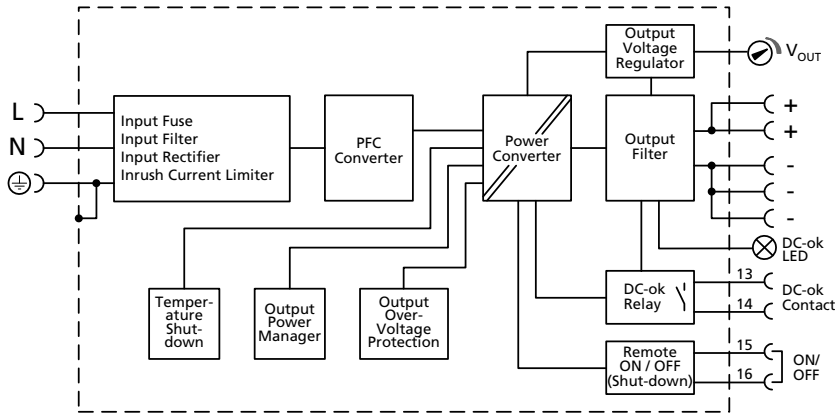 Output
Voltage
Regulator
VOUT
L
N
Input Fuse
Input Filter
Input Rectifier
Inrush Current Limiter
PFC
Converter
Power
Converter
Output
Filter
+
+
-
-
-
DC-ok
LED
Temper-
ature
Shut-
down
Output
Power
Manager
Output
Over-
Voltage
Protection
DC-ok
Relay
13
14
DC-ok
Contact
Remote
ON / OFF
(Shut-down)
15
16
ON/
OFF